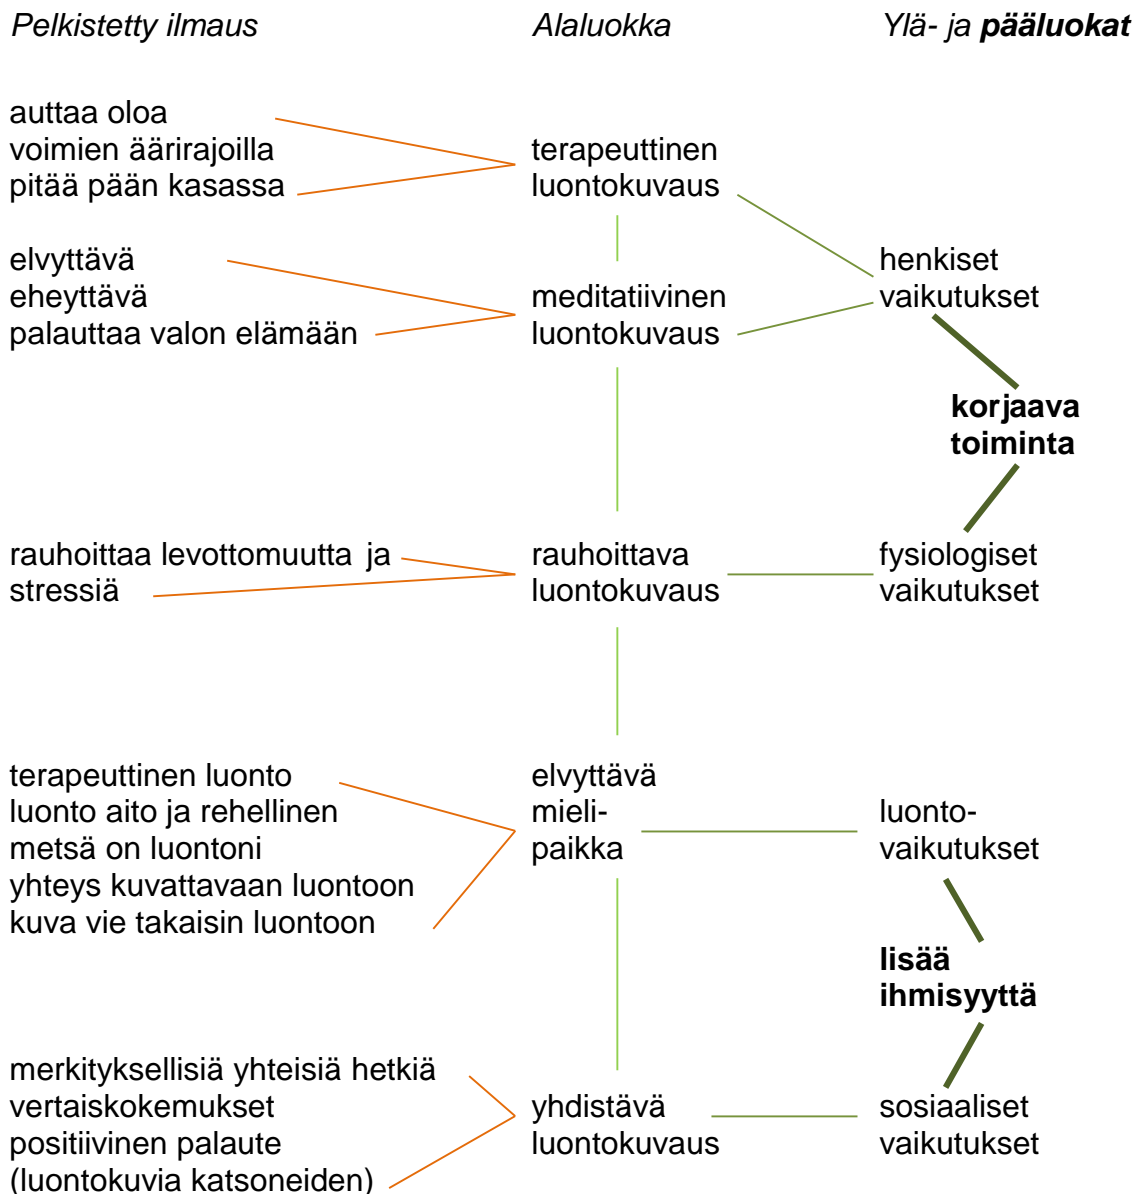 Pelkistetty ilmaus Alaluokka Ylä- ja pääluokat
auttaa oloa
voimien äärirajoilla
pitää pään kasassa
terapeuttinen
luontokuvaus
elvyttävä
eheyttävä
palauttaa valon elämään
meditatiivinen
luontokuvaus
henkiset
vaikutukset
korjaava
toiminta
rauhoittaa levottomuutta ja
stressiä
rauhoittava
luontokuvaus
fysiologiset
vaikutukset
terapeuttinen luonto
luonto aito ja rehellinen
metsä on luontoni
yhteys kuvattavaan luontoon
kuva vie takaisin luontoon
elvyttävä
mieli-
paikka
luonto-
vaikutukset
lisää
ihmisyyttä
merkityksellisiä yhteisiä hetkiä
vertaiskokemukset
positiivinen palaute
(luontokuvia katsoneiden)
yhdistävä
luontokuvaus
sosiaaliset
vaikutukset